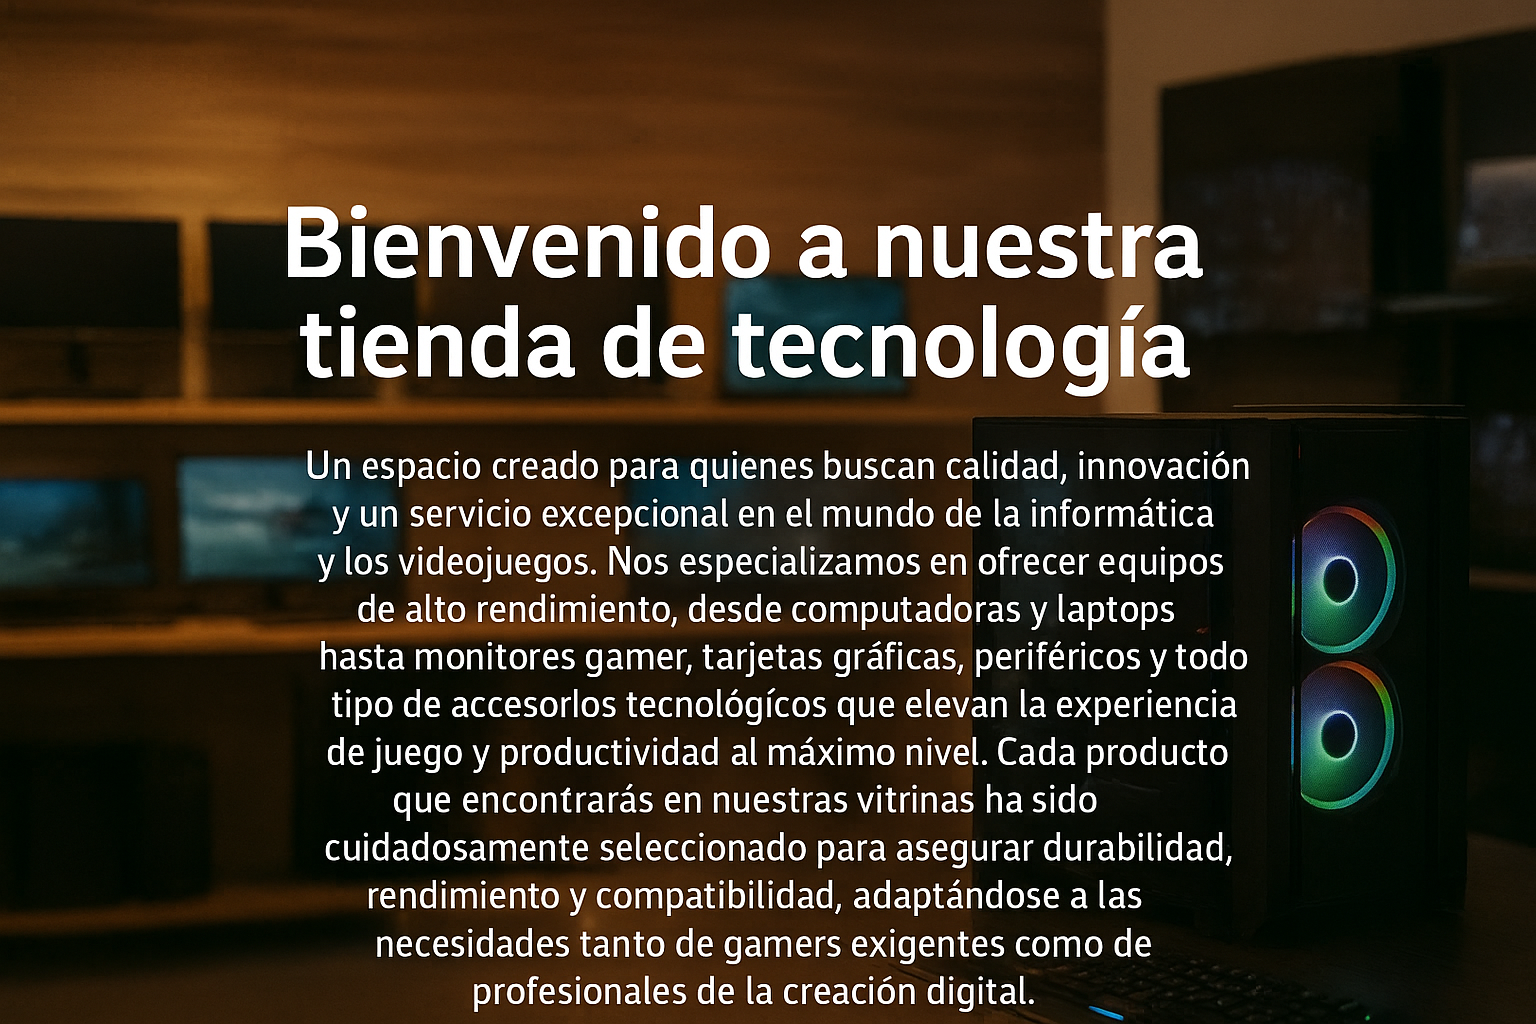 Bienvenido a nuestra
tienda de tecnología
Un espacio creado para quienes buscan calidad, innovación
y un servicio excepcional en el mundo de la informática
y los videojuegos. Nos especializamos en ofrecer equipos
de alto rendimiento, desde computadoras y laptops
hasta monitores gamer, tarjetas gráficas, periféricos y todo
tipo de accesorlos tecnológícos que elevan la experiencia
de juego y productividad al máximo nivel. Cada producto
que encontrarás en nuestras vitrinas ha sido
cuidadosamente seleccionado para asegurar durabilidad,
rendimiento y compatibilidad, adaptándose a las
necesidades tanto de gamers exigentes como de
profesionales de la creación digital.